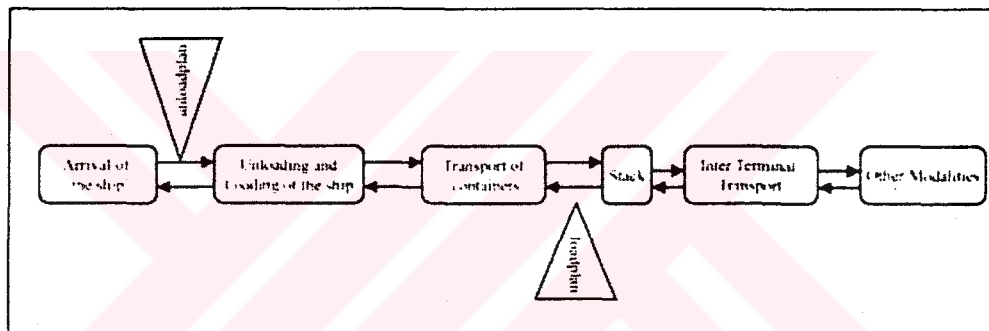 unloadplan
Arrival of
the ship
Unloading and
Loading of the ship
Transport of
containers
Stack
Inter Terminal
Transport
Other Modalities
loadplan